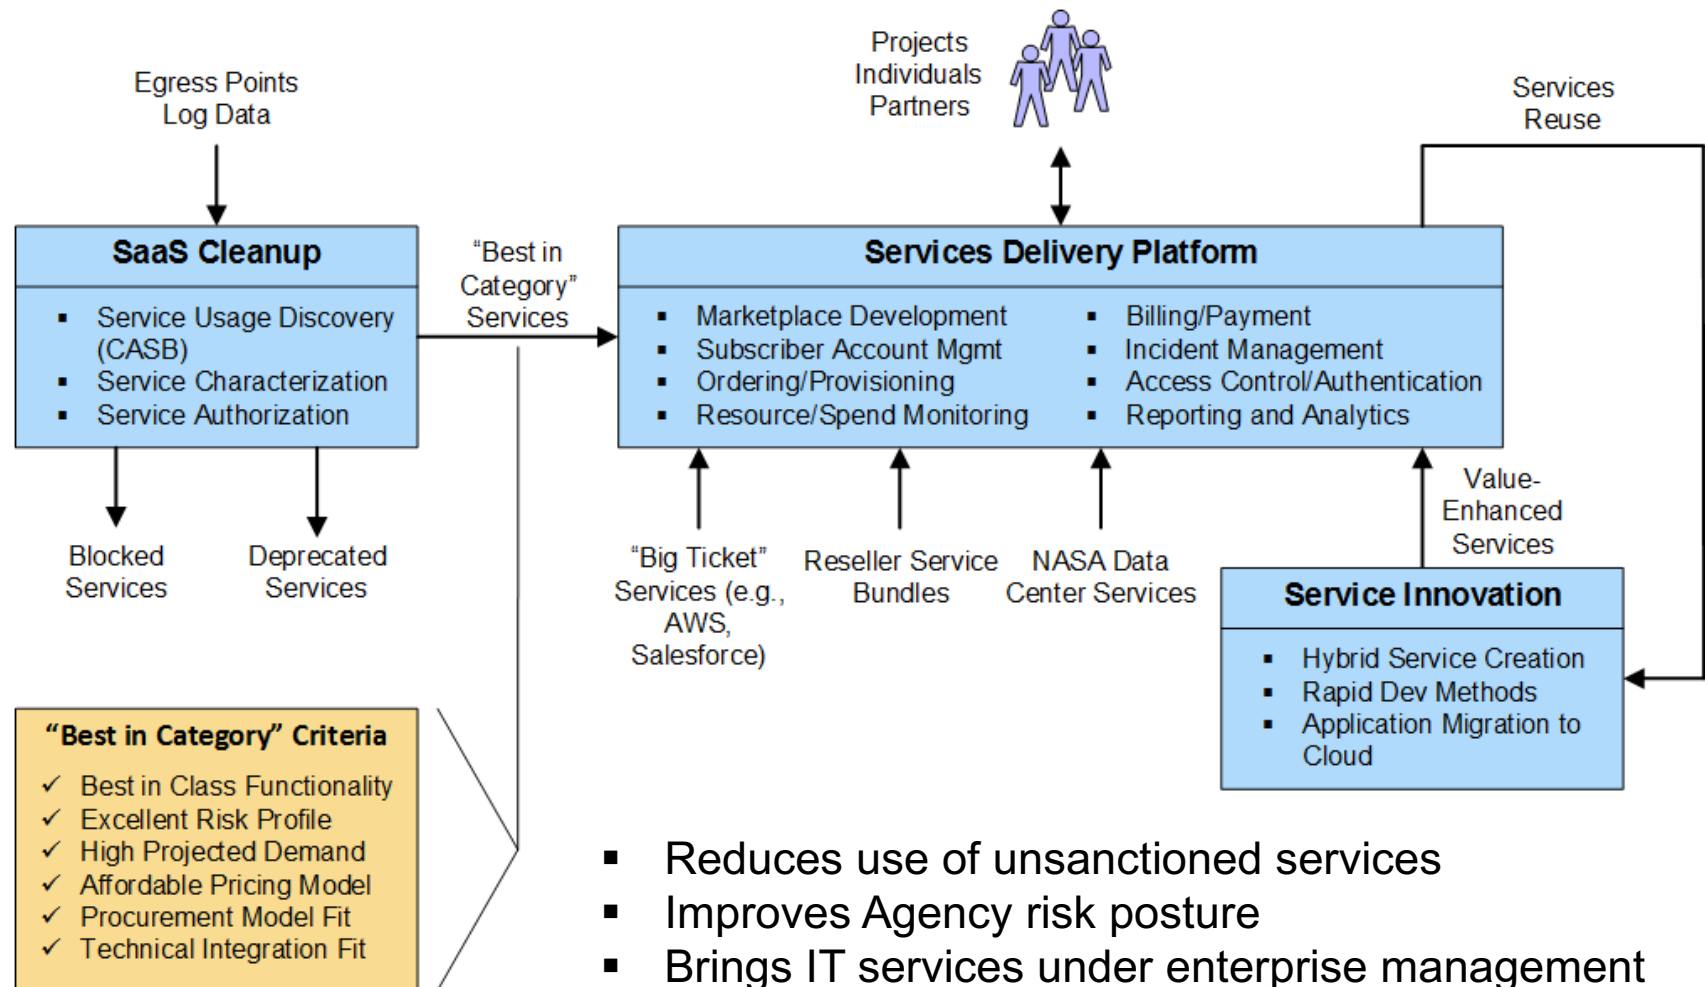 Egress Points
Log Data
Projects
Individuals
Partners
Services
Reuse
SaaS Cleanup
▪ Service Usage Discovery
(CASB)
▪ Service Characterization
▪ Service Authorization
“Best in
Category”
Services
Services Delivery Platform
▪ Marketplace Development
▪ Subscriber Account Mgmt
▪ Ordering/Provisioning
▪ Resource/Spend Monitoring
▪ Billing/Payment
▪ Incident Management
▪ Access Control/Authentication
▪ Reporting and Analytics
Blocked
Services
Deprecated
Services
“Big Ticket”
Services (e.g.,
AWS,
Salesforce)
Reseller Service
Bundles
NASA Data
Center Services
Value-
Enhanced
Services
Service Innovation
▪ Hybrid Service Creation
▪ Rapid Dev Methods
▪ Application Migration to
Cloud
“Best in Category” Criteria
✓ Best in Class Functionality
✓ Excellent Risk Profile
✓ High Projected Demand
✓ Affordable Pricing Model
✓ Procurement Model Fit
✓ Technical Integration Fit
▪ Reduces use of unsanctioned services
▪ Improves Agency risk posture
▪ Brings IT services under enterprise management